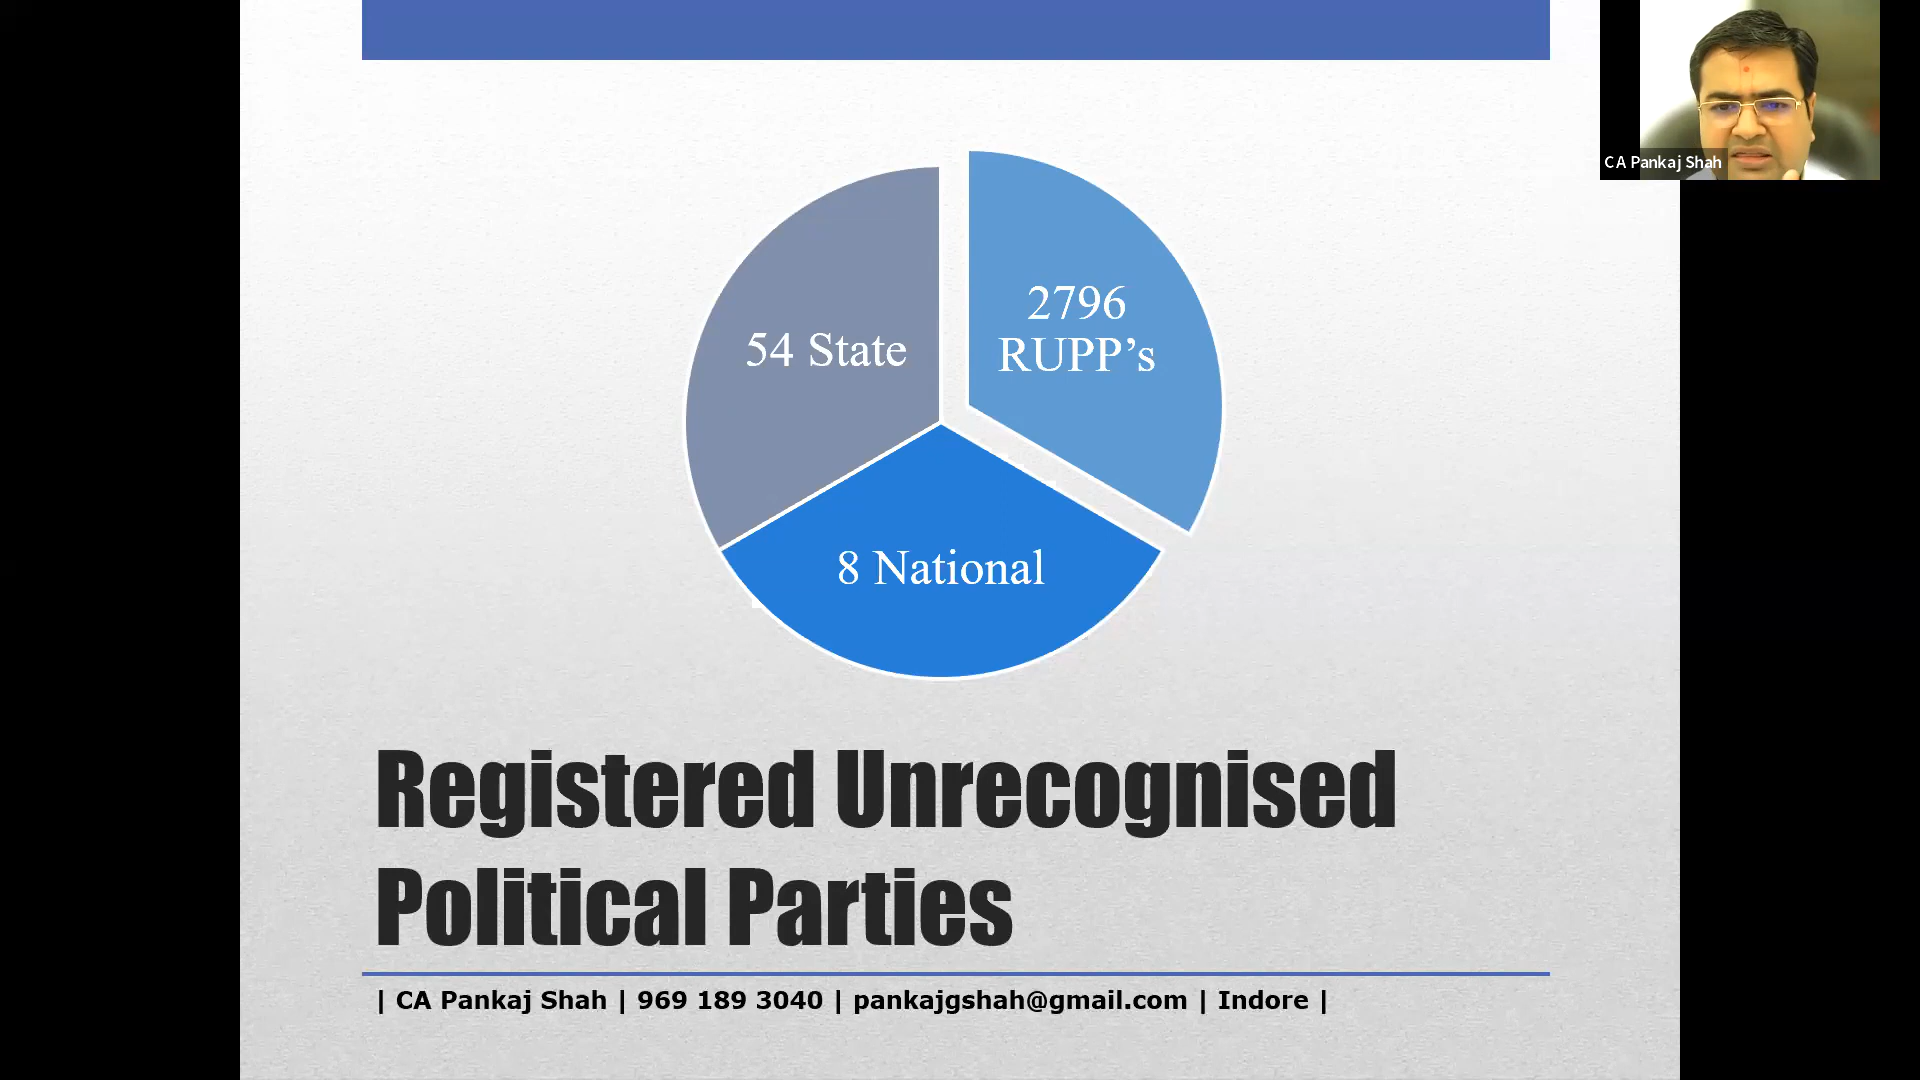 2796
RUPP’s
54 State
8 National
CA Pankaj Shah
Registered Unrecognised
Political Parties
| CA Pankaj Shah | 969 189 3040 | pankajgshah@gmail.com | Indore |